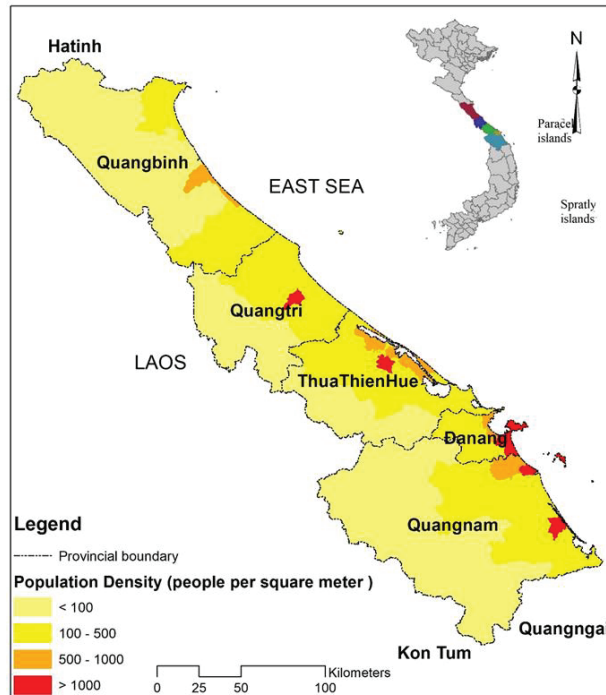 Hatinh
N
Paracel
islands
Quangbinh
EAST SEA
Spratly
islands
Quangtri
LAOS
ThuaThienHue
Danang
Quangnam
Legend
Provincial boundary
Population Density (people per square meter )
< 100
100 - 500
500 - 1000
> 1000
Kon Tum
Quangngai
Kilometers
0 25 50 100